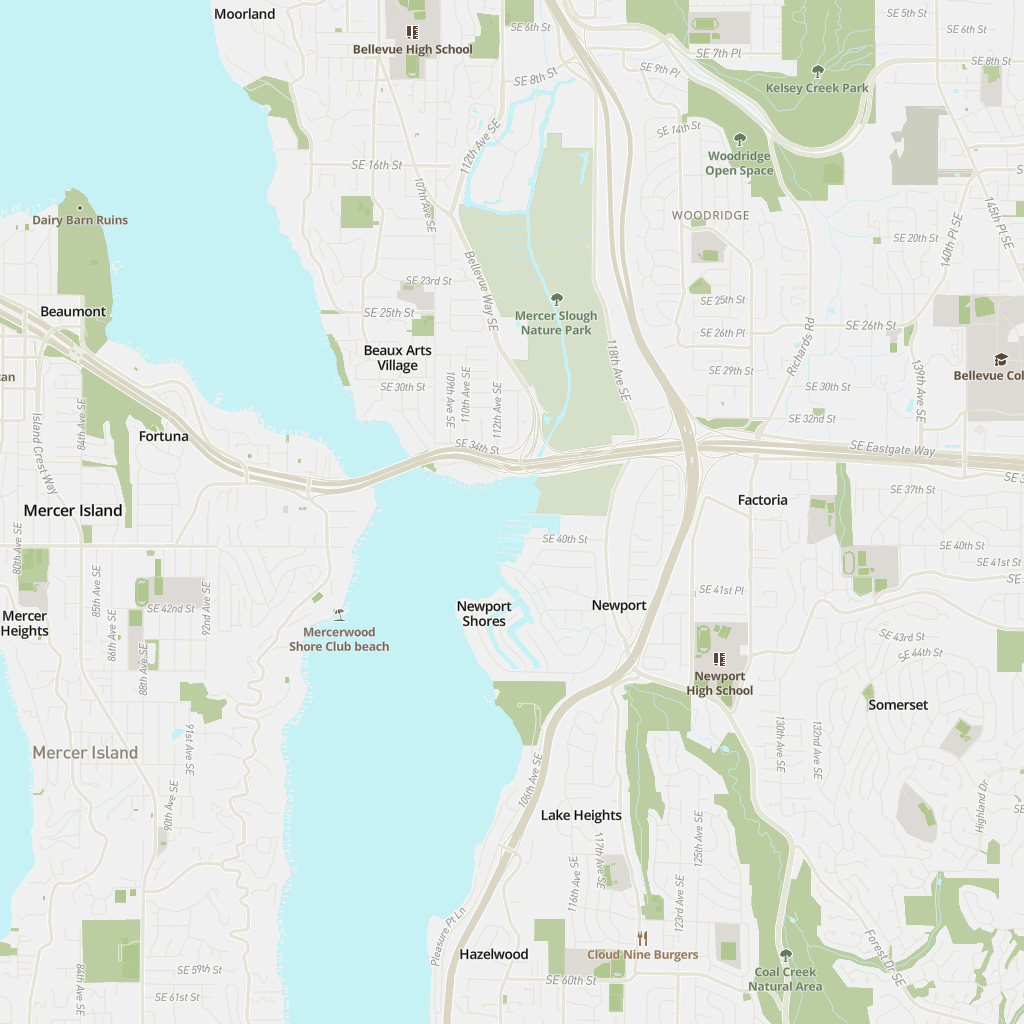 Moorland
SE 5th St
SE 6th St
SE 6th St
Bellevue High School
SE 7th Pl
SE 8th St
SE 9th Pl
SE 8th St
Kelsey Creek Park
SE 14th St
112th Ave SE
SE 16th St
Woodridge
Open Space
107th Ave SE
145th Pl SE
Dairy Barn Ruins
WOODRIDGE
140th Pl SE
SE 20th St
Bellevue Way SE
SE 23rd St
SE 25th St
SE 25th St
Beaumont
Mercer Slough
Nature Park
SE 25th St
SE 26th St
SE 26th Pl
Richards Rd
Beaux Arts
Village
118th Ave SE
139th Ave SE
SE 29th St
Bellevue Col
SE 30th St
SE 30th St
109th Ave SE
110th Ave SE
112th Ave SE
84th Ave SE
Island Crest Way
SE 32nd St
Fortuna
SE 34th St
SE Eastgate Way
SE 37th St
Mercer Island
Factoria
80th Ave SE
SE 40th St
SE 40th St
SE 41st St
SE 41st Pl
85th Ave SE
86th Ave SE
SE 42nd St
92nd Ave SE
Newport
Shores
Newport
Mercer
Heights
Mercerwood
Shore Club beach
SE 43rd St
SE 44th St
88th Ave SE
Newport
High School
Somerset
91st Ave SE
130th Ave SE
132nd Ave SE
Mercer Island
106th Ave SE
90th Ave SE
Highland Dr
Lake Heights
117th Ave SE
125th Ave SE
116th Ave SE
123rd Ave SE
Pleasure Pt Ln
Forest Dr SE
Hazelwood
Cloud Nine Burgers
SE 59th St
84th Ave SE
SE 60th St
Coal Creek
Natural Area
SE 61st St